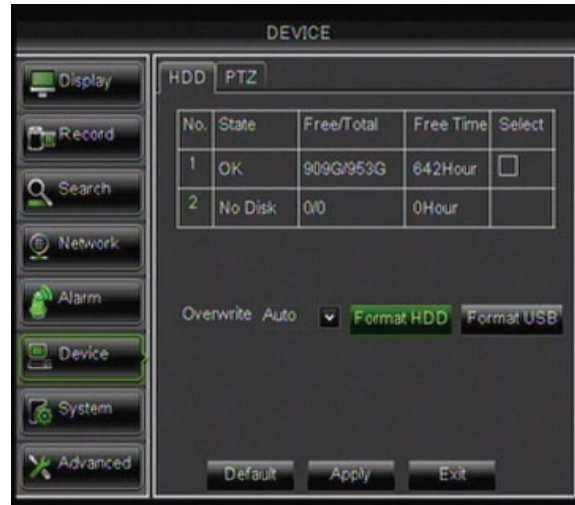 DEVICE
Display
Record
Search
Network
Alarm
Device
System
Advanced
HDD PTZ
No. State Free/Total Free Time Select
1 OK 909G/953G 642Hour
2 No Disk 0/0 0Hour
Overwrite Auto Format HDD Format USB
Default Apply Exit